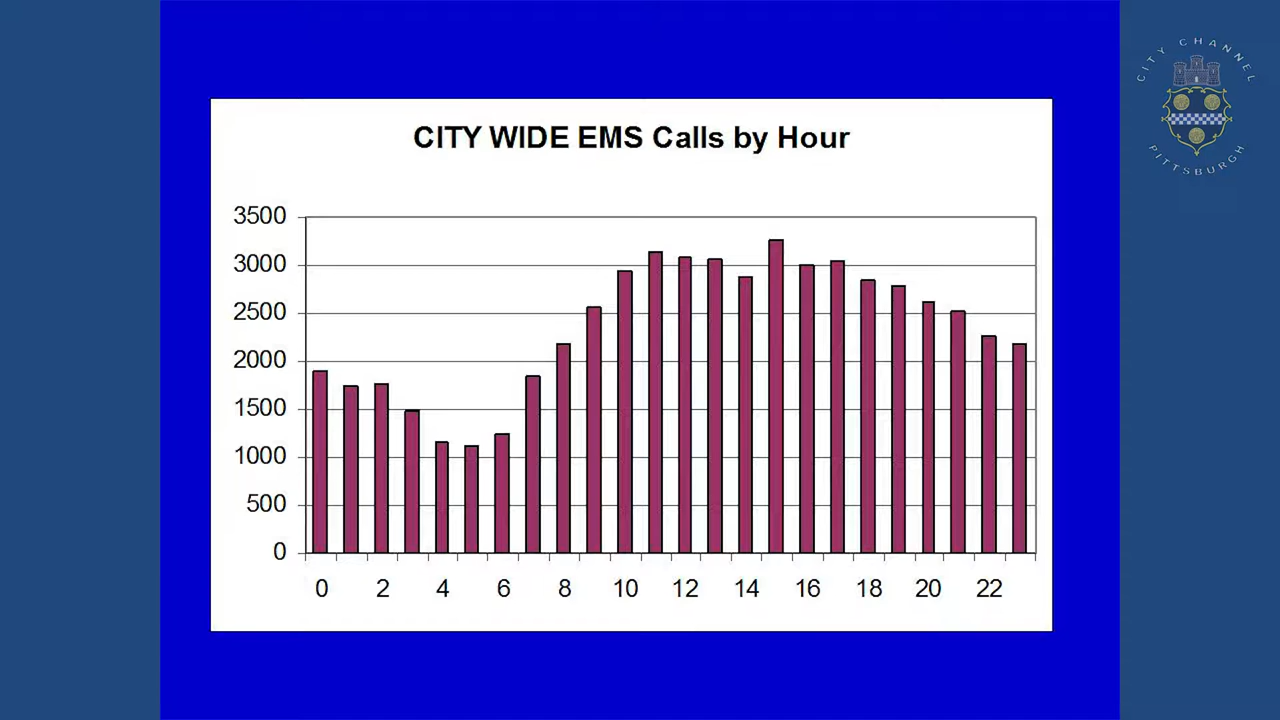 CITY CHANNEL
PITTSBURGH
CITY WIDE EMS Calls by Hour
3500
3000
2500
2000
1500
1000
500
0
0 2 4 6 8 10 12 14 16 18 20 22